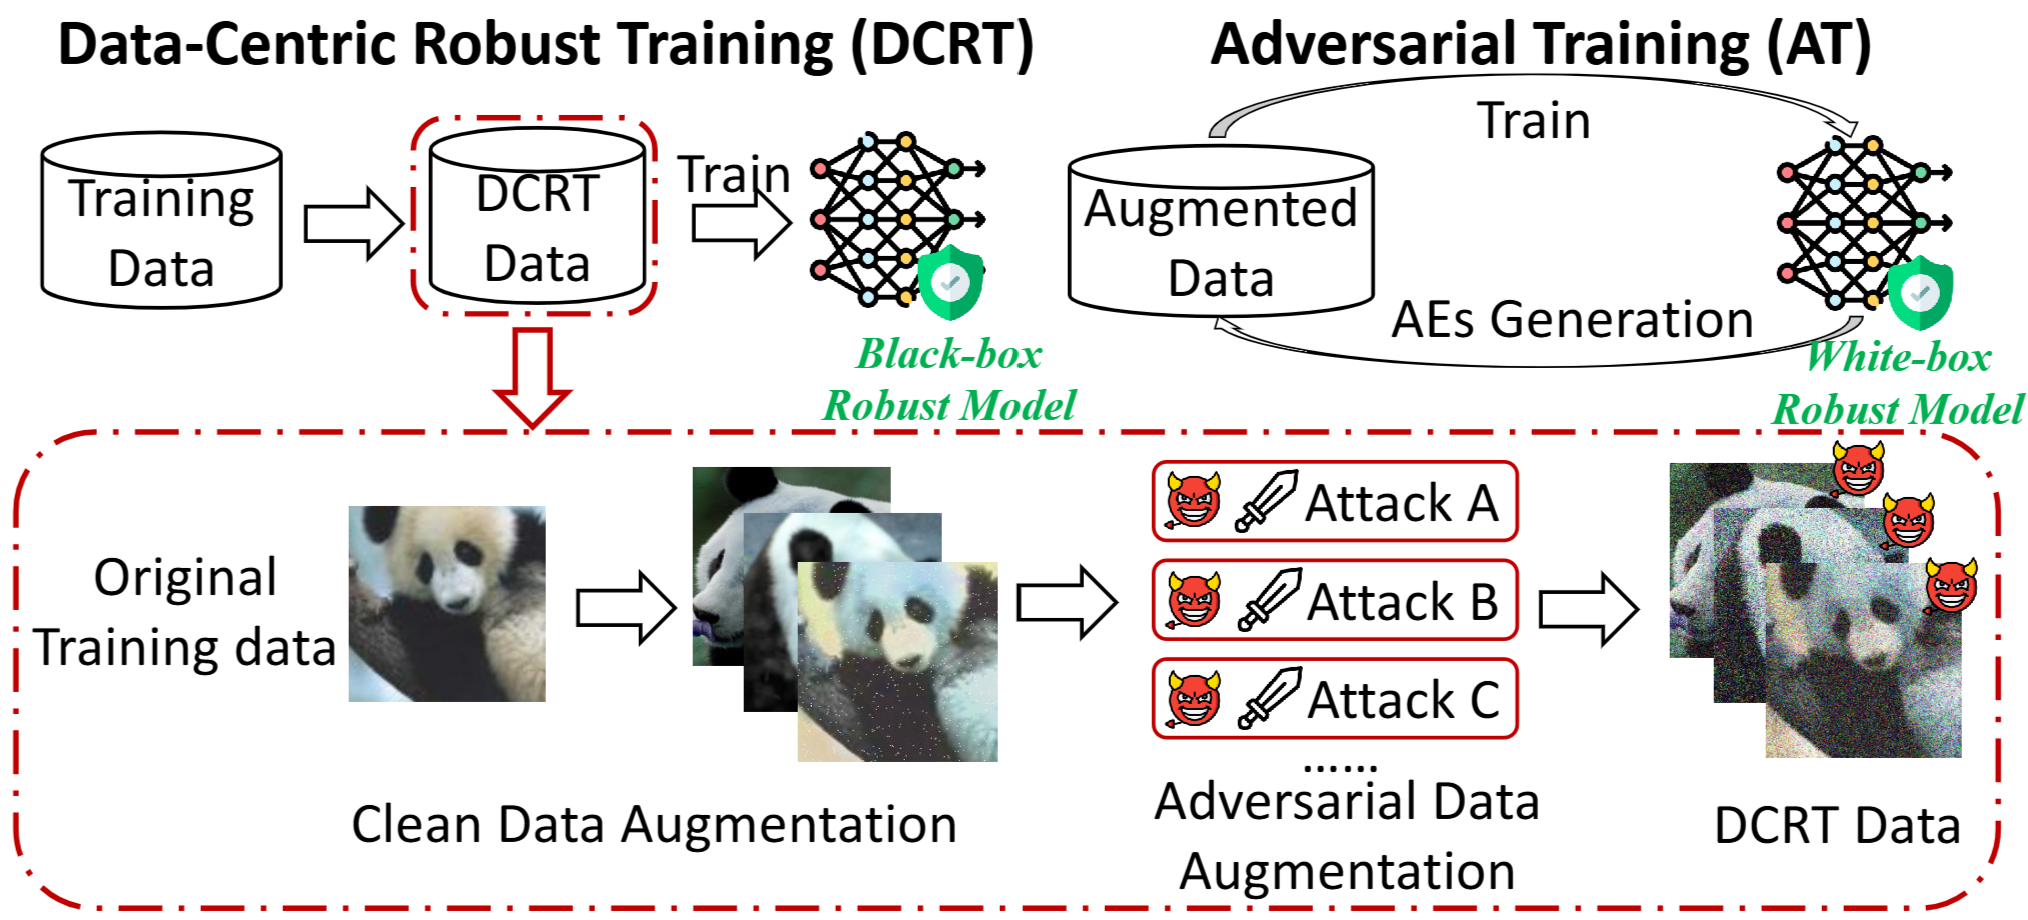 Data-Centric Robust Training (DCRT)
Adversarial Training (AT)
Training
Data
DCRT
Data
Train
Black-box
Robust Model
Train
Augmented
Data
AEs Generation
White-box
Robust Model
Original
Training data
Clean Data Augmentation
Attack A
Attack B
Attack C
......
Adversarial Data
Augmentation
DCRT Data